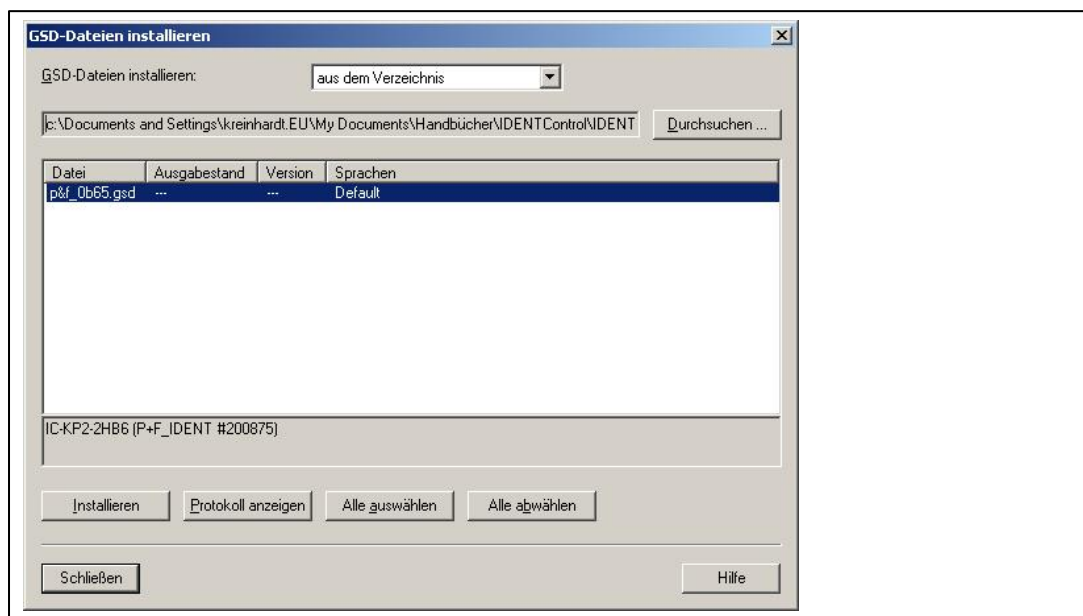 GSD-Dateien installieren
GSD-Dateien installieren: aus dem Verzeichnis
c:\Documents and Settings\kreinhardt.EU\My Documents\Handbücher\IDENTControl\IDENT Durchsuchen ...
Datei Ausgabestand Version Sprachen
p&f_0b65.gsd --- --- Default
IC-KP2-2HB6 (P+F_IDENT #200875)
Installieren Protokoll anzeigen Alle auswählen Alle abwählen
Schließen Hilfe